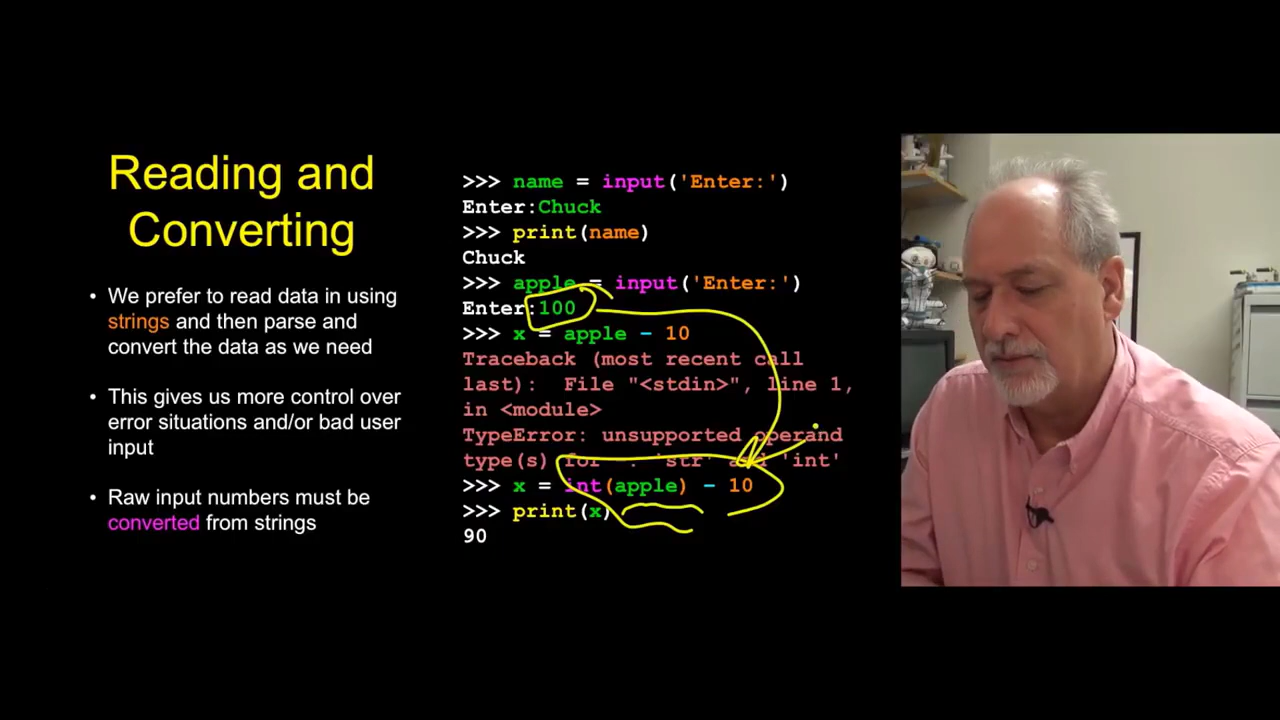 Reading and
Converting
• We prefer to read data in using
strings and then parse and
convert the data as we need
• This gives us more control over
error situations and/or bad user
input
• Raw input numbers must be
converted from strings
>>> name = input('Enter:')
Enter:Chuck
>>> print(name)
Chuck
>>> apple = input('Enter:')
Enter:100
>>> x = apple - 10
Traceback (most recent call
last): File "<stdin>", line 1,
in <module>
TypeError: unsupported operand
type(s) for 'str' and 'int'
>>> x = int(apple) - 10
>>> print(x)
90